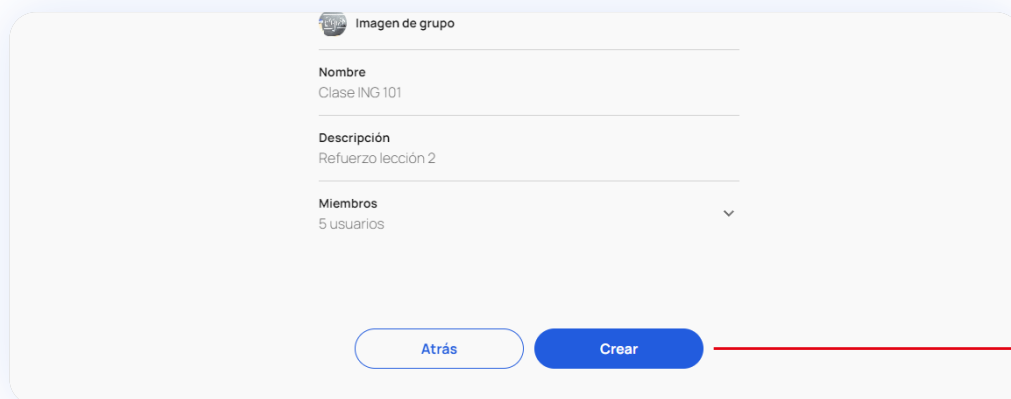 Imagen de grupo
Nombre
Clase ING 101
Descripción
Refuerzo lección 2
Miembros
5 usuarios
Atrás
Crear